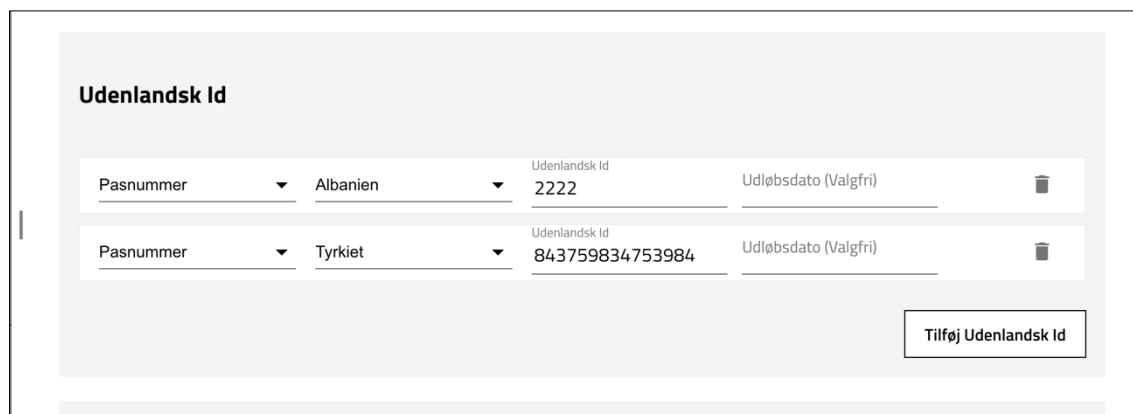 Udenlandsk Id
Pasnummer Albanien Udenlandsk Id 2222 Udløbsdato (Valgfri)
Pasnummer Tyrkiet Udenlandsk Id 843759834753984 Udløbsdato (Valgfri)
Tilføj Udenlandsk Id